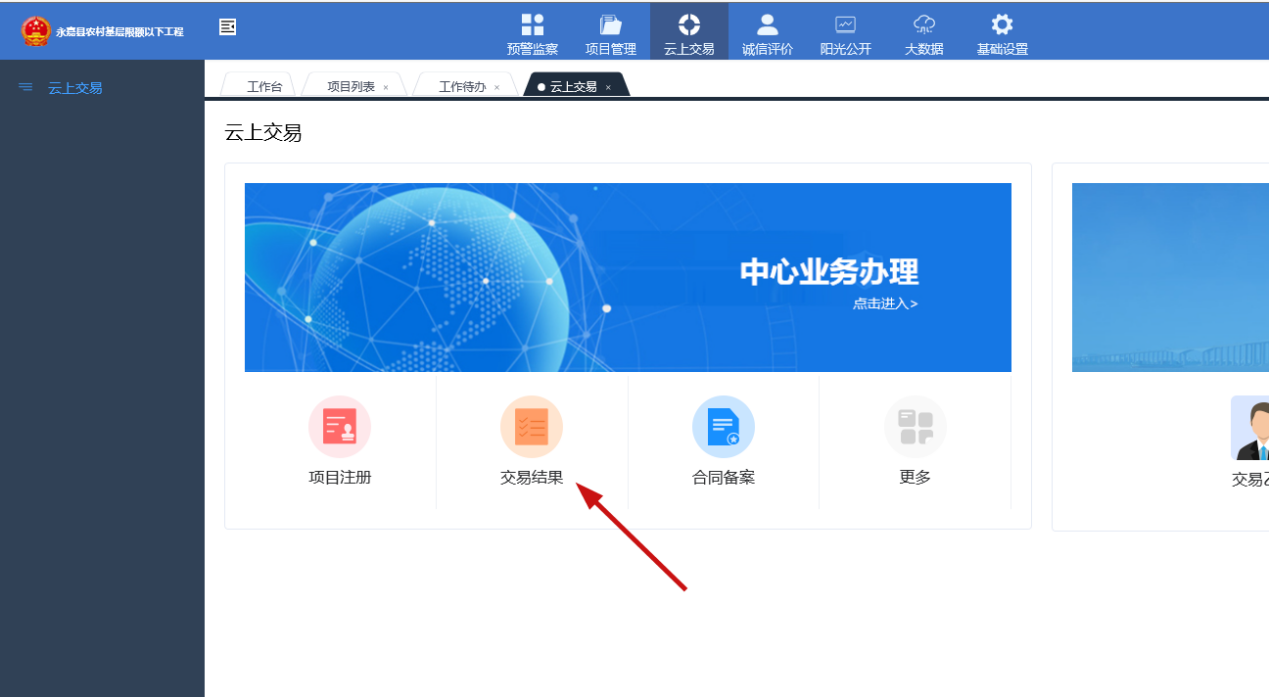 永嘉县农村基层限额以下工程
预警监察 项目管理 云上交易 诚信评价 阳光公开 大数据 基础设置
云上交易
工作台 项目列表 × 工作待办 × 云上交易 ×
云上交易
中心业务办理
点击进入>
项目注册 交易结果 合同备案 更多
交易